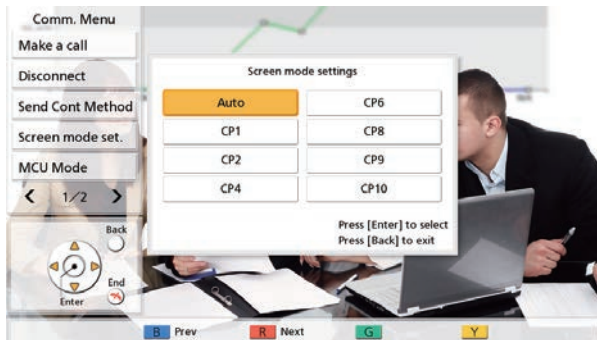 Comm. Menu
Make a call
Disconnect
Send Cont Method
Screen mode set.
MCU Mode
1/2
Back
End
Enter
Screen mode settings
Auto CP6
CP1 CP8
CP2 CP9
CP4 CP10
Press [Enter] to select
Press [Back] to exit
B Prev R Next G Y